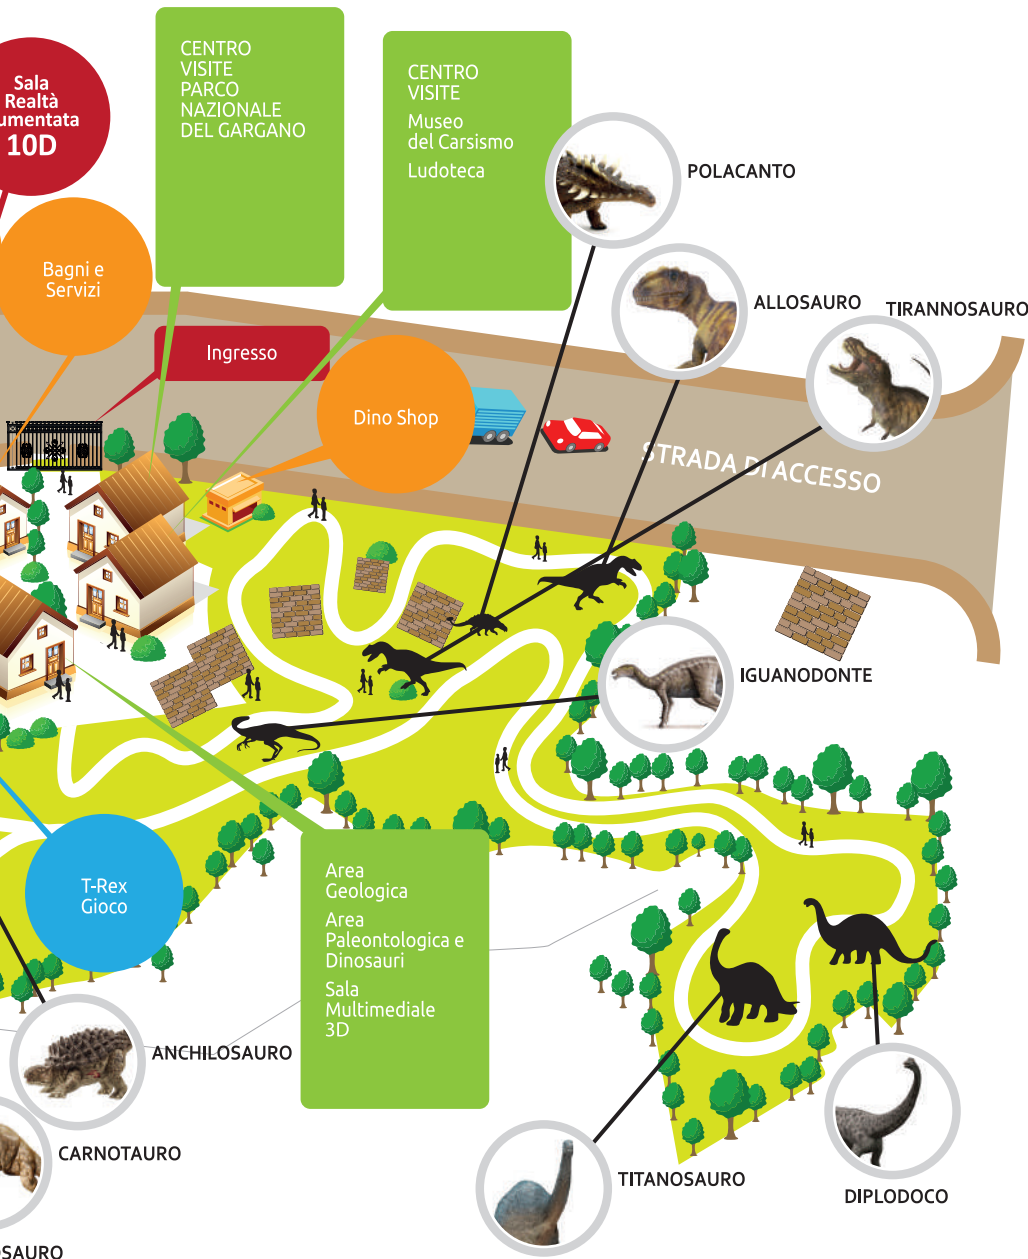 CENTRO
VISITE
PARCO
NAZIONALE
DEL GARGANO
CENTRO
VISITE
Museo
del Carsismo
Ludoteca
Sala
Realtà
umentata
10D
POLACANTO
Bagni e
Servizi
ALLOSAURO
TIRANNOSAURO
Ingresso
Dino Shop
STRADA DI ACCESSO
IGUANODONTE
T-Rex
Gioco
Area
Geologica
Area
Paleontologica e
Dinosauri
Sala
Multimediale
3D
ANCHILOSAURO
CARNOTAURO
TITANOSAURO
DIPLODOCO
OSAURO